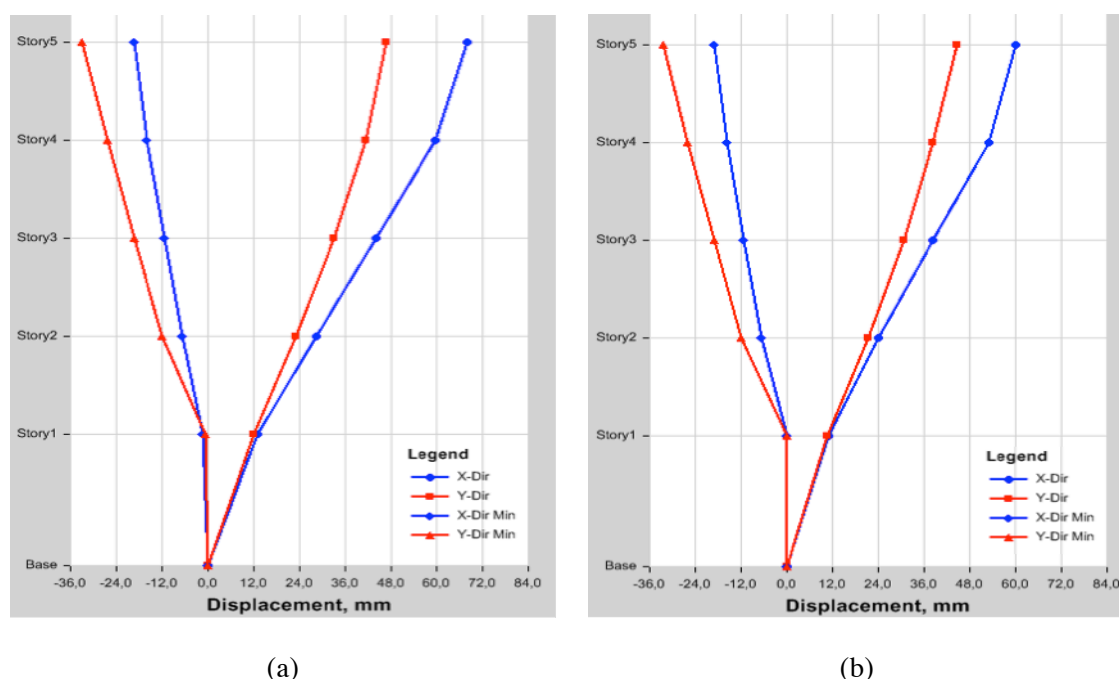 Story5
Story4
Story3
Story2
Story1
Base
-36,0 -24,0 -12,0 0,0 12,0 24,0 36,0 48,0 60,0 72,0 84,0
Displacement, mm
Legend
X-Dir
Y-Dir
X-Dir Min
Y-Dir Min
(a)
Story5
Story4
Story3
Story2
Story1
Base
-36,0 -24,0 -12,0 0,0 12,0 24,0 36,0 48,0 60,0 72,0 84,0
Displacement, mm
Legend
X-Dir
Y-Dir
X-Dir Min
Y-Dir Min
(b)